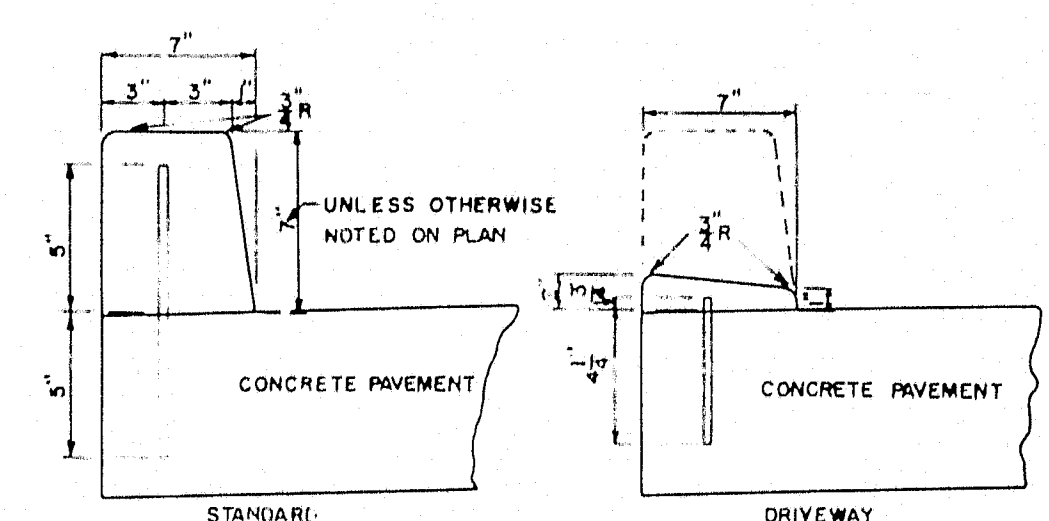 7"
3" 3" 1"
3/4" R
5"
7"
UNLESS OTHERWISE
NOTED ON PLAN
5"
CONCRETE PAVEMENT
STANDARD
7"
3/4" R
1"
CONCRETE PAVEMENT
DRIVEWAY